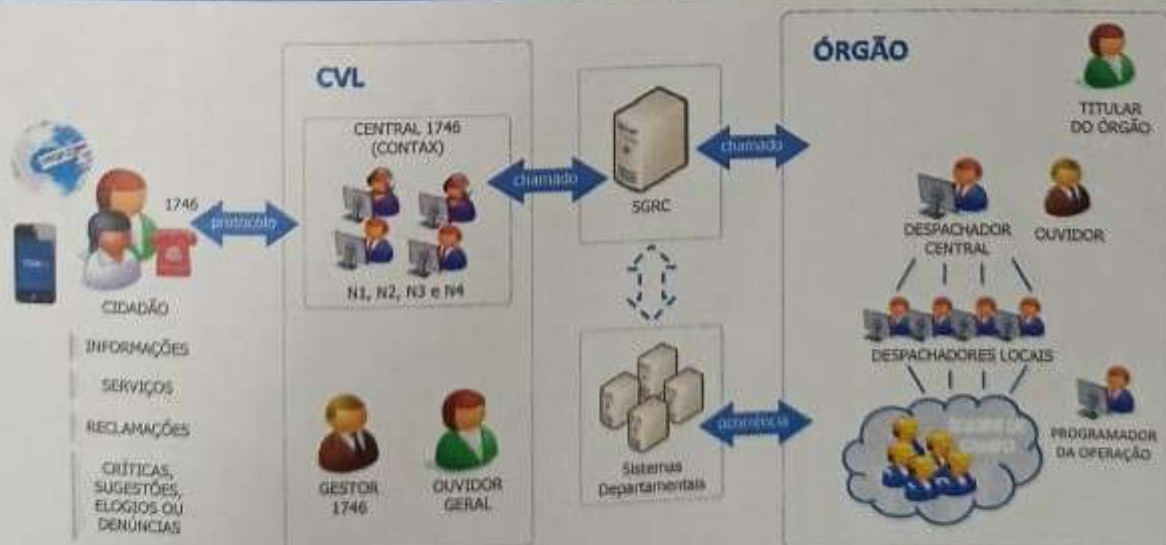 1746
protocolo
CIDADÃO
INFORMAÇÕES
SERVIÇOS
RECLAMAÇÕES
CRÍTICAS,
SUGESTÕES,
ELOGIOS OU
DENÚNCIAS
CVL
CENTRAL 1746
(CONTAX)
N1, N2, N3 e N4
GESTOR
1746
OUVIDOR
GERAL
chamado
SGRC
Sistemas
Departamentais
chamado
ocorrência
ÓRGÃO
TITULAR
DO ÓRGÃO
DESPACHADOR
CENTRAL
OUVIDOR
DESPACHADORES LOCAIS
PROGRAMADOR
DA OPERAÇÃO